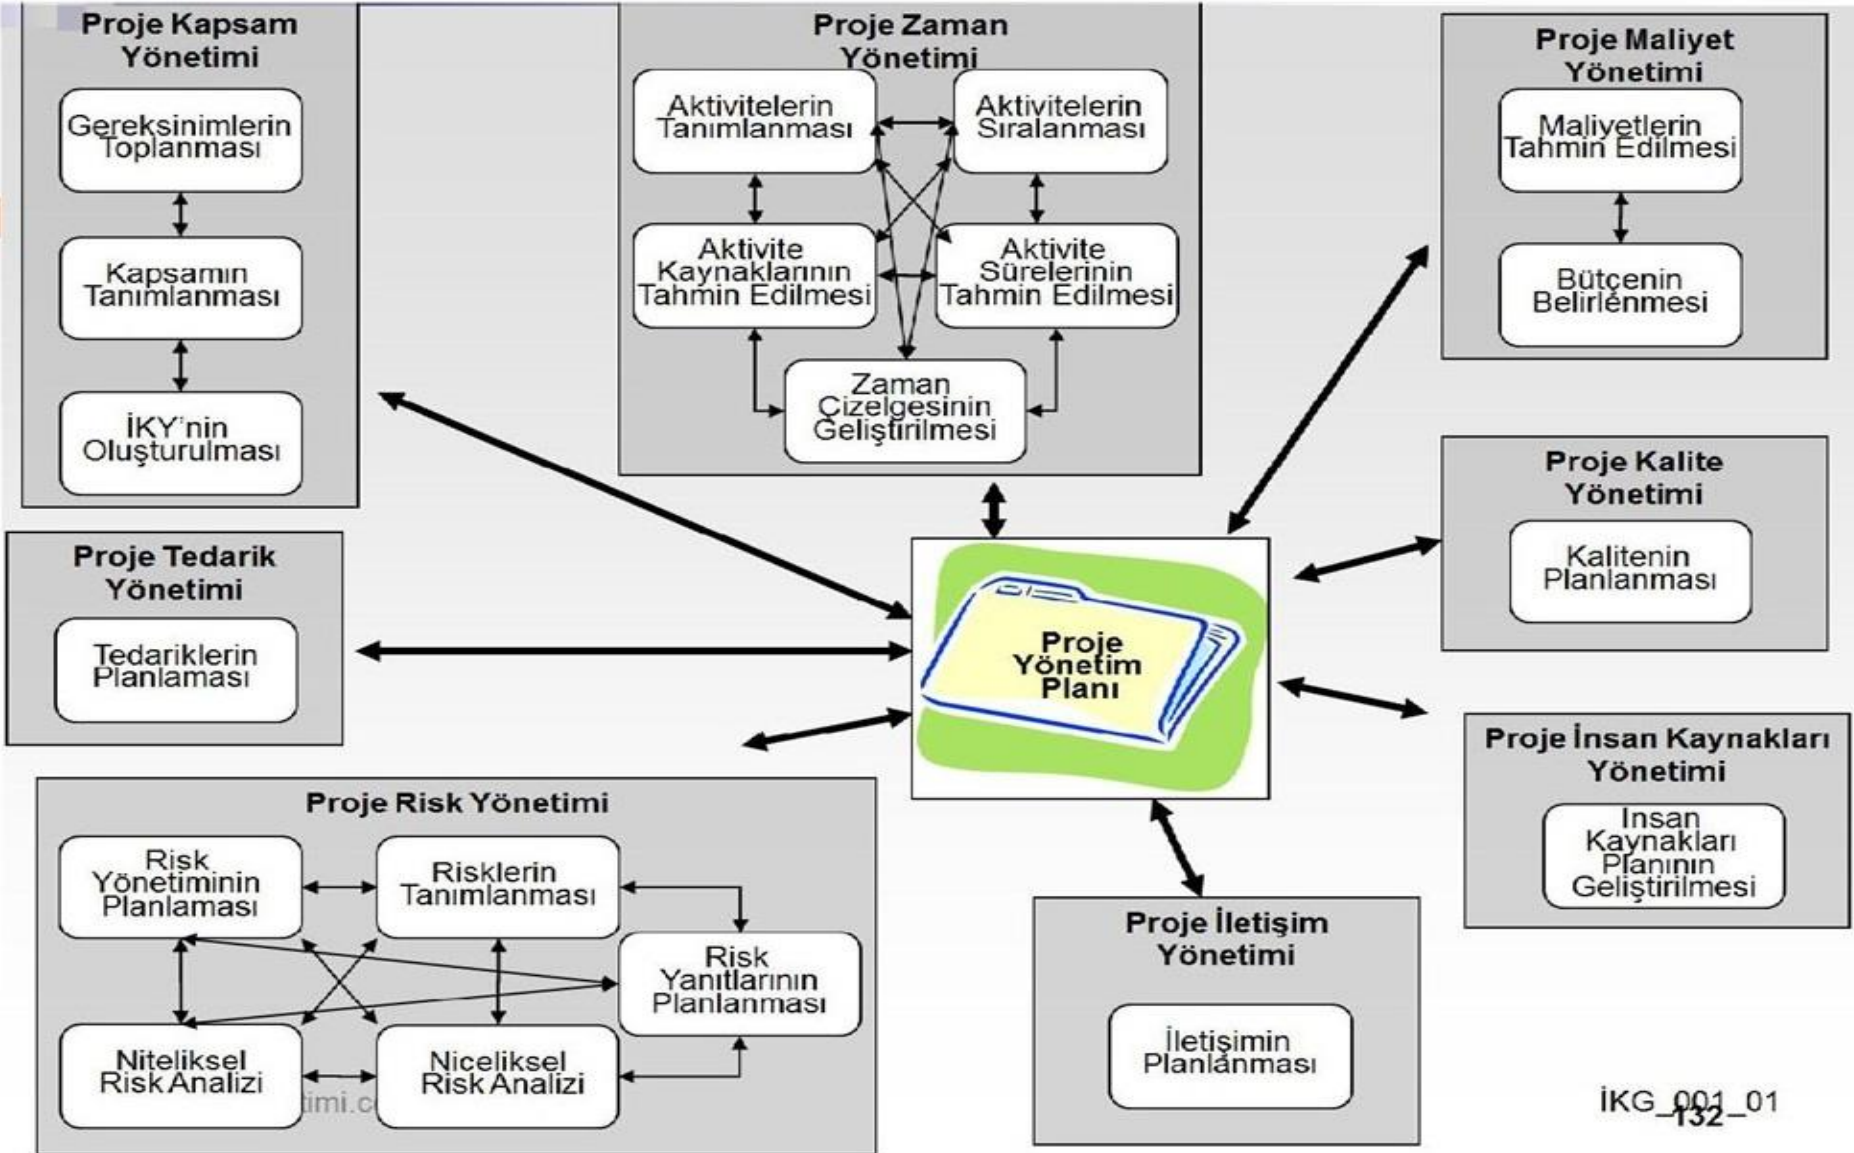 Proje Kapsam
Yönetimi
Gereksinimlerin
Toplanması
Kapsamın
Tanımlanması
İKY'nin
Oluşturulması
Proje Zaman
Yönetimi
Aktivitelerin
Tanımlanması
Aktivitelerin
Sıralanması
Aktivite
Kaynaklarının
Tahmin Edilmesi
Aktivite
Sürelerinin
Tahmin Edilmesi
Zaman
Çizelgesinin
Geliştirilmesi
Proje Maliyet
Yönetimi
Maliyetlerin
Tahmin Edilmesi
Bütçenin
Belirlenmesi
Proje Kalite
Yönetimi
Kalitenin
Planlanması
Proje Tedarik
Yönetimi
Tedariklerin
Planlaması
Proje
Yönetim
Planı
Proje İnsan Kaynakları
Yönetimi
Insan
Kaynakları
Planının
Geliştirilmesi
Proje Risk Yönetimi
Risk
Yönetiminin
Planlaması
Risklerin
Tanımlanması
Risk
Yanıtlarının
Planlanması
Niteliksel
Risk Analizi
Niceliksel
Risk Analizi
Proje İletişim
Yönetimi
İletişimin
Planlanması
İKG_001_01
132